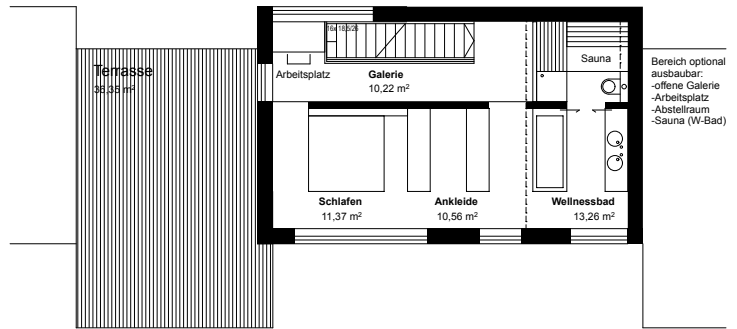 16x 18,5/26
Sauna
Terrasse
36,35 m²
Arbeitsplatz
Galerie
10,22 m²
Bereich optional
ausbaubar:
-offene Galerie
-Arbeitsplatz
-Abstellraum
-Sauna (W-Bad)
Schlafen
11,37 m²
Ankleide
10,56 m²
Wellnessbad
13,26 m²